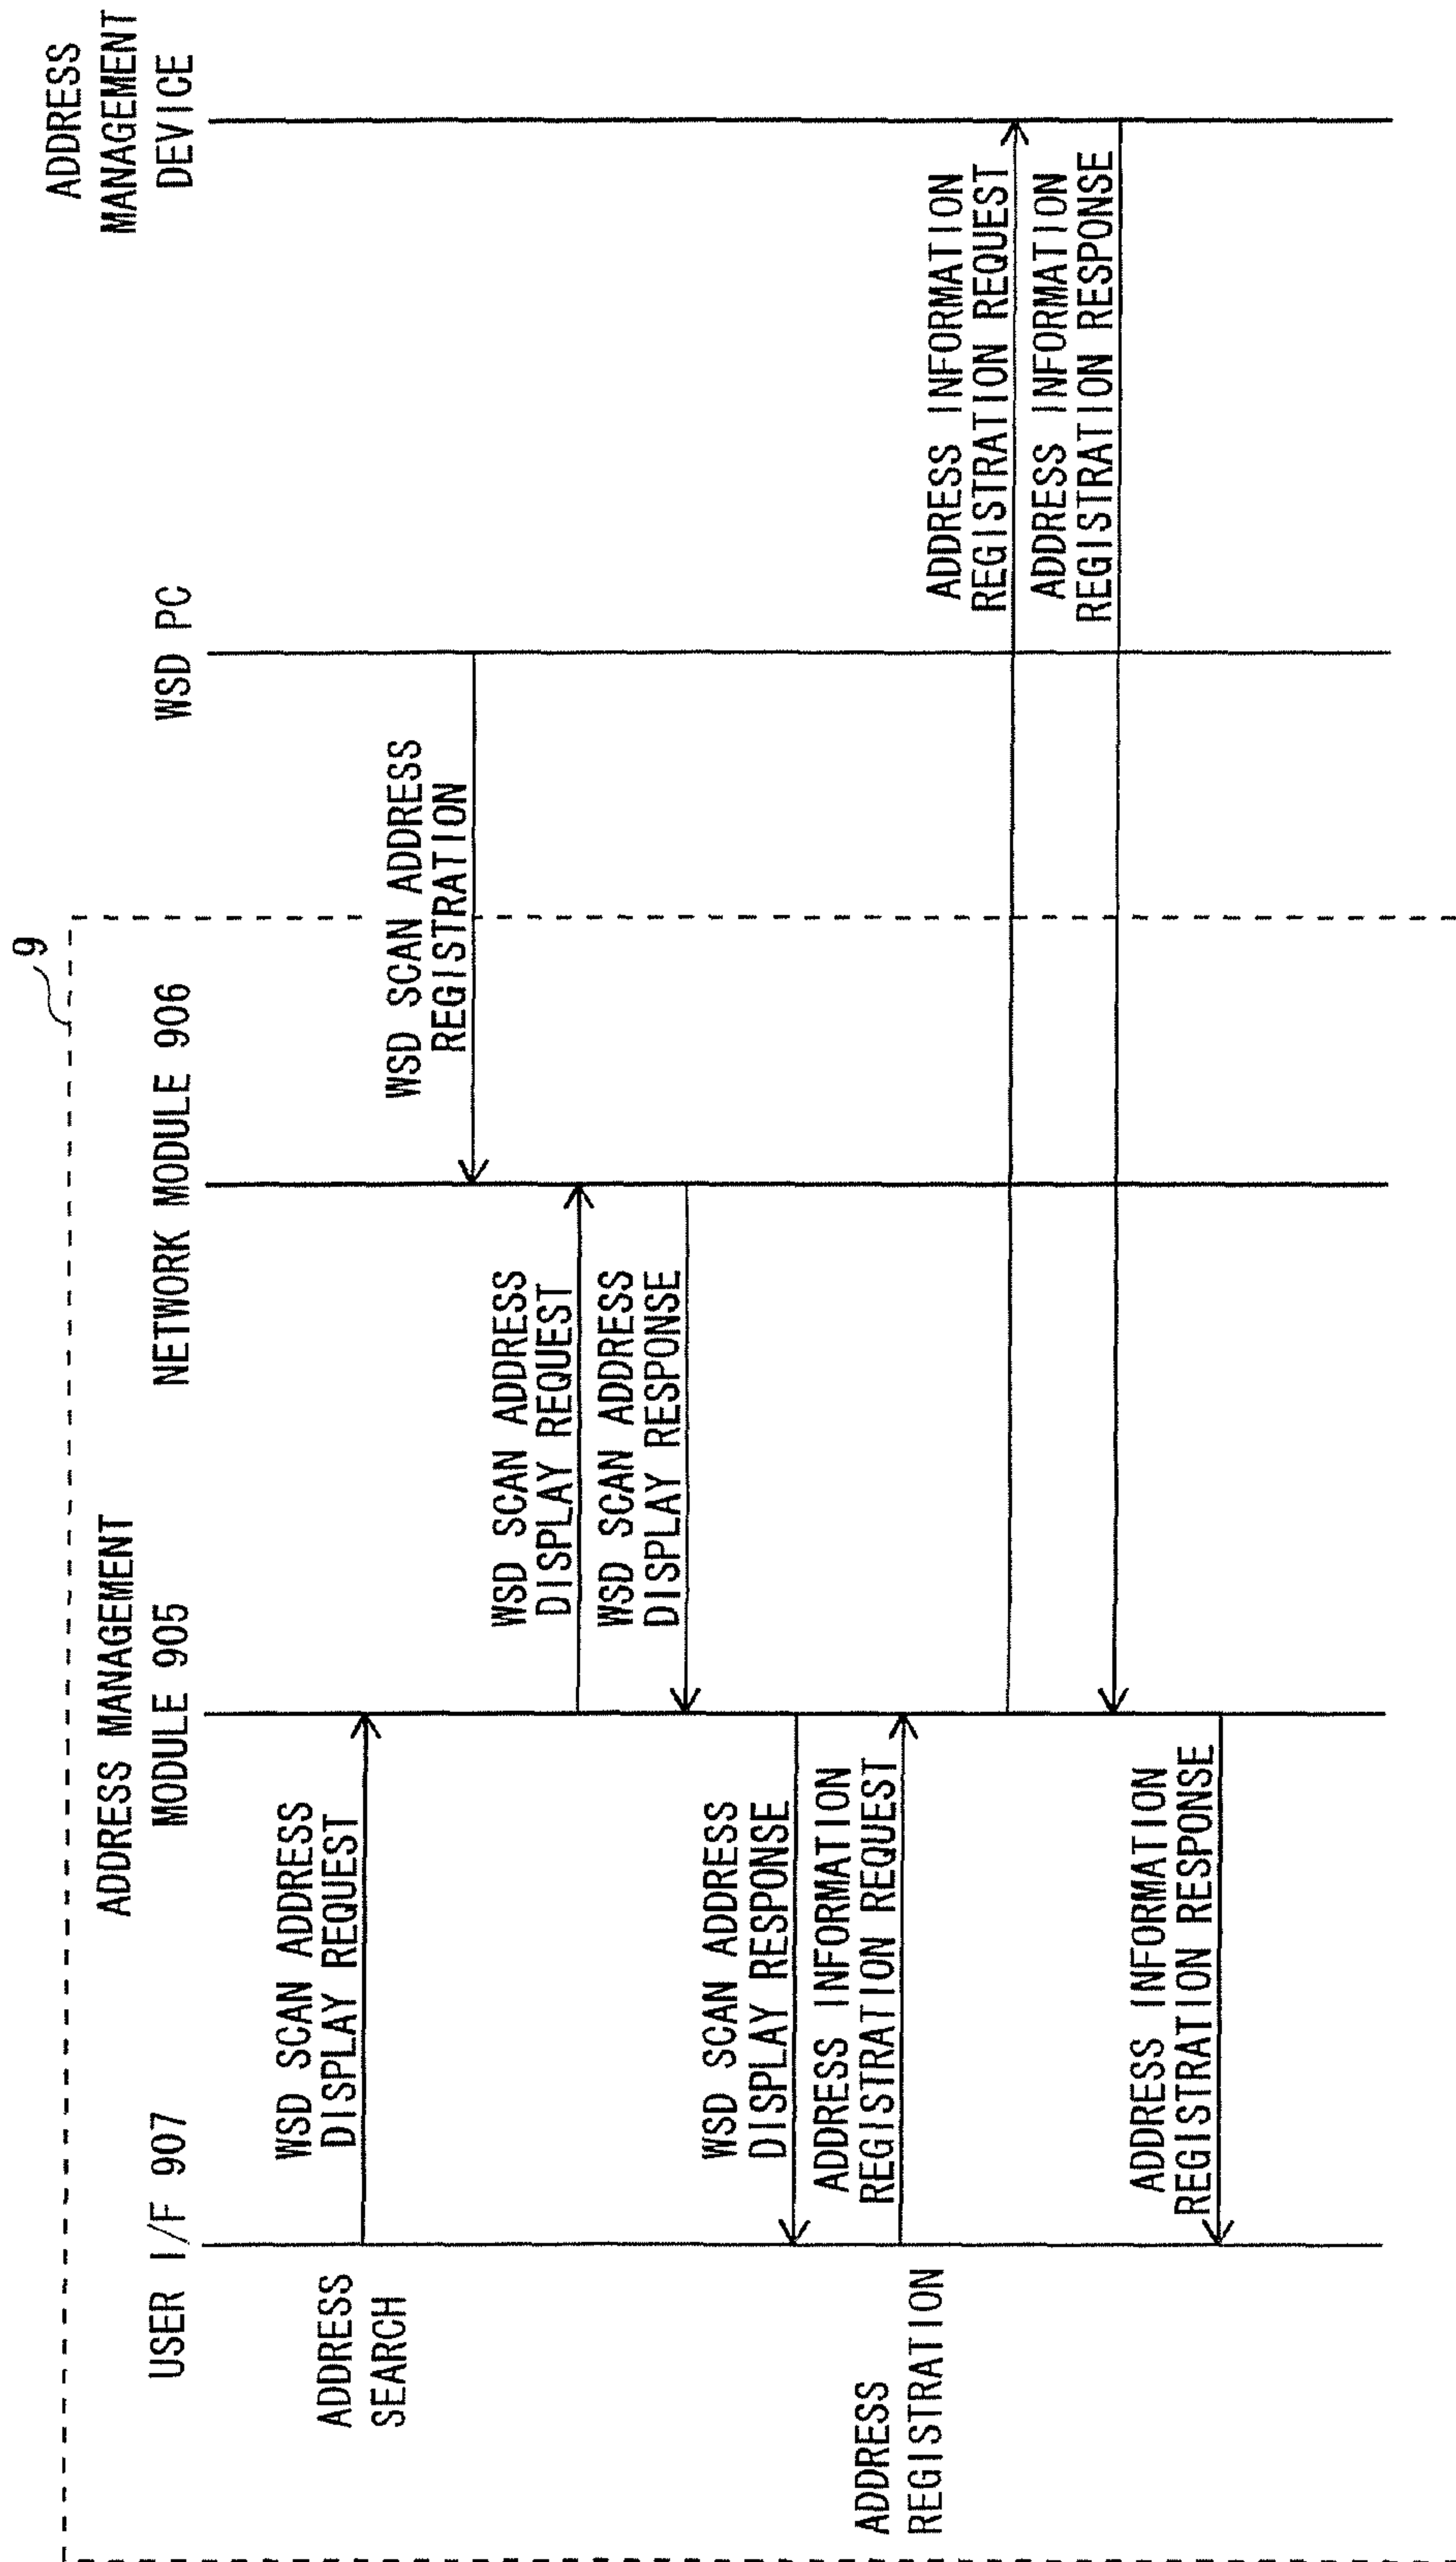 9
USER I/F 907
ADDRESS MANAGEMENT
MODULE 905
NETWORK MODULE 906
WSD PC
ADDRESS
MANAGEMENT
DEVICE
ADDRESS
SEARCH
WSD SCAN ADDRESS
DISPLAY REQUEST
WSD SCAN ADDRESS
REGISTRATION
WSD SCAN ADDRESS
DISPLAY REQUEST
WSD SCAN ADDRESS
DISPLAY RESPONSE
WSD SCAN ADDRESS
DISPLAY RESPONSE
ADDRESS
REGISTRATION
ADDRESS INFORMATION
REGISTRATION REQUEST
ADDRESS INFORMATION
REGISTRATION REQUEST
ADDRESS INFORMATION
REGISTRATION RESPONSE
ADDRESS INFORMATION
REGISTRATION RESPONSE